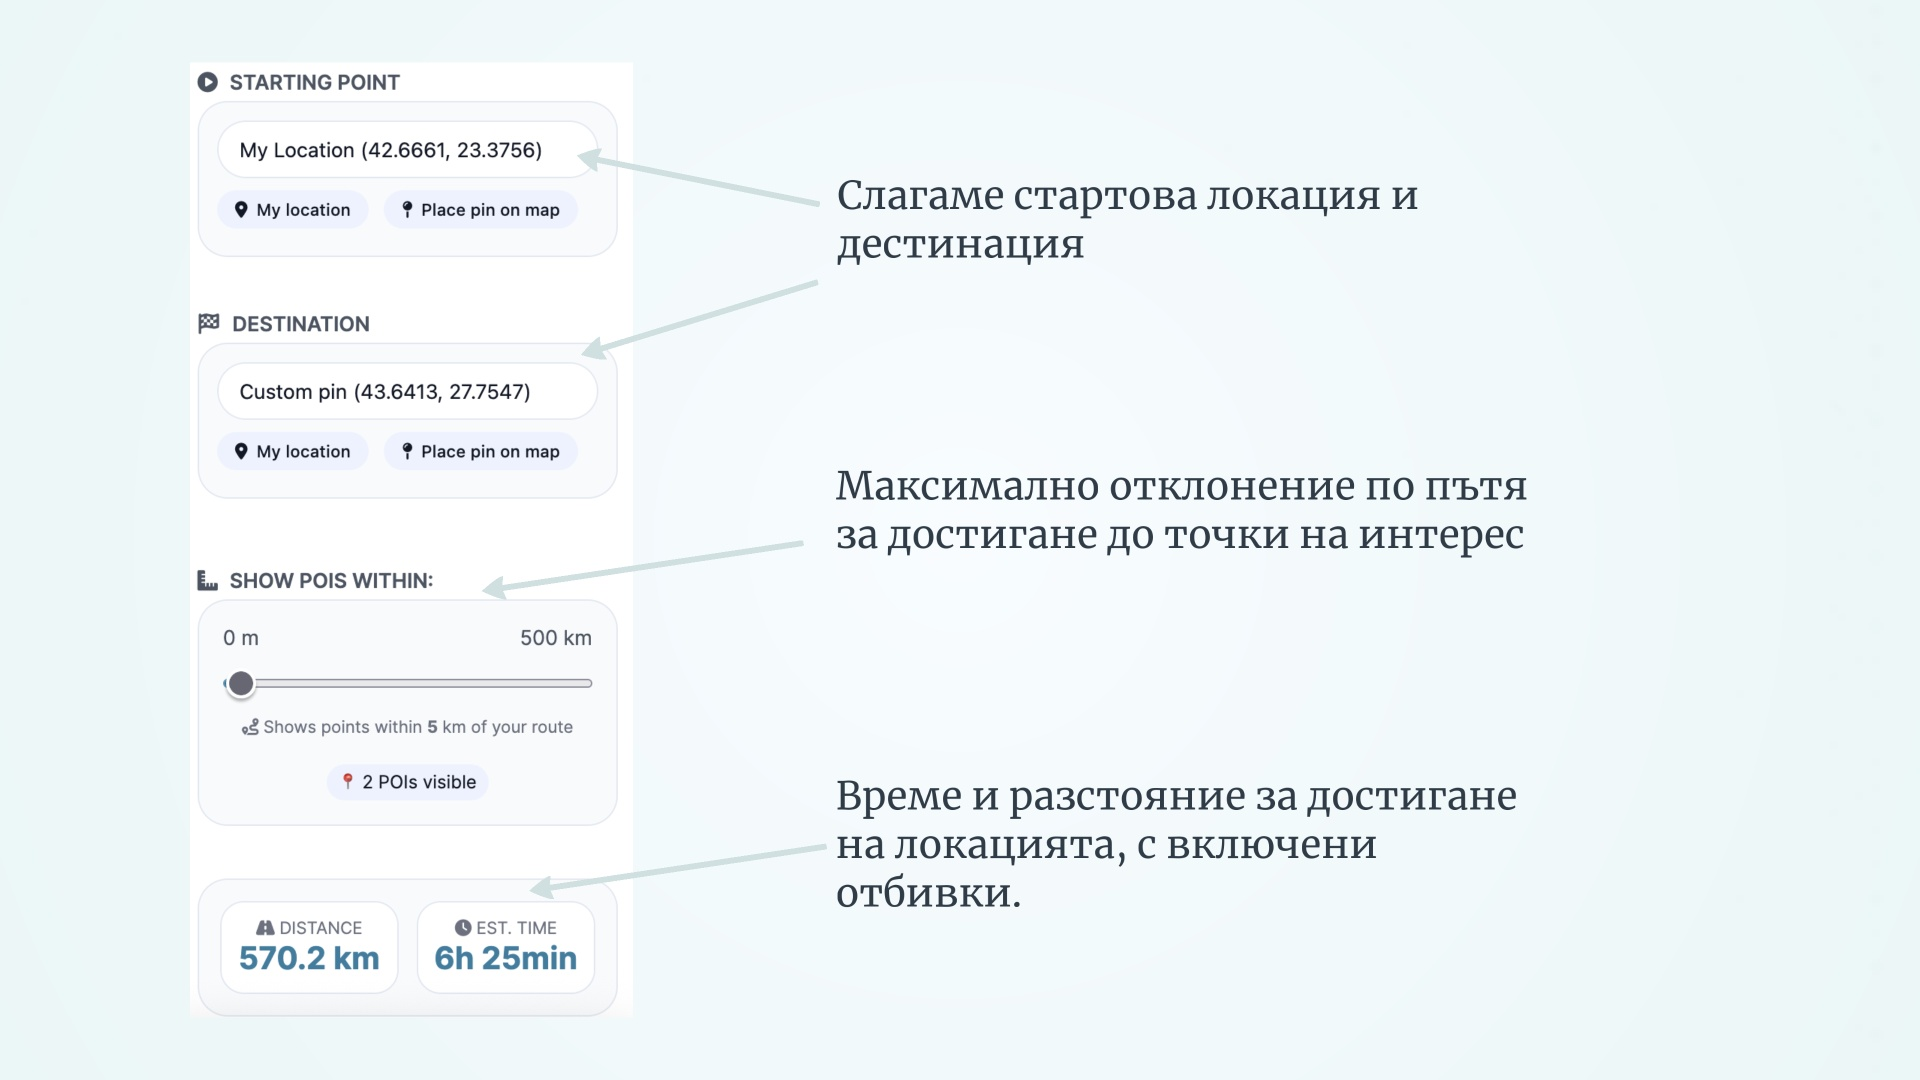 STARTING POINT
My Location (42.6661, 23.3756)
My location
Place pin on map
Слагаме стартова локация и
дестинация
DESTINATION
Custom pin (43.6413, 27.7547)
My location
Place pin on map
Максимално отклонение по пътя
за достигане до точки на интерес
SHOW POIS WITHIN:
0 m
500 km
Shows points within 5 km of your route
2 POIs visible
Време и разстояние за достигане
на локацията, с включени
отбивки.
DISTANCE
570.2 km
EST. TIME
6h 25min